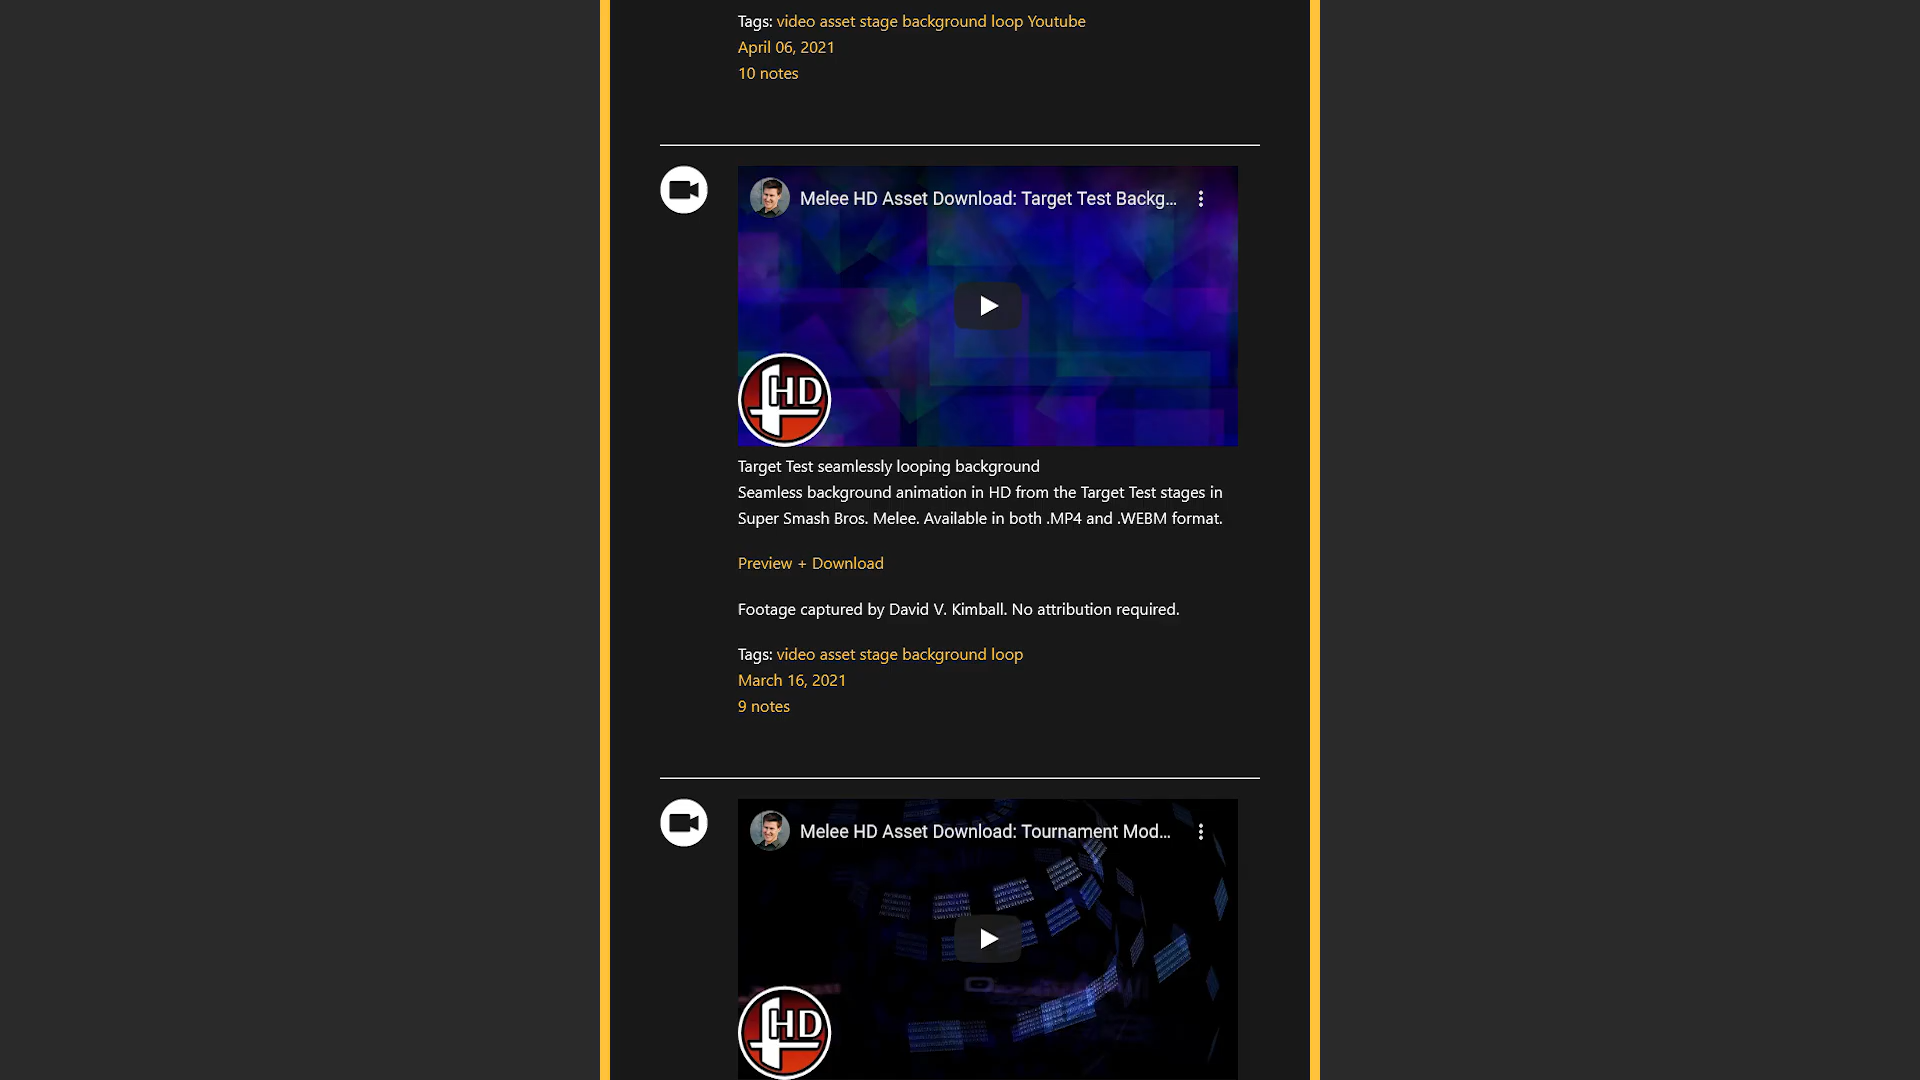 Tags: video asset stage background loop Youtube
April 06, 2021
10 notes
Melee HD Asset Download: Target Test Backg...
HD
Target Test seamlessly looping background
Seamless background animation in HD from the Target Test stages in
Super Smash Bros. Melee. Available in both .MP4 and .WEBM format.
Preview + Download
Footage captured by David V. Kimball. No attribution required.
Tags: video asset stage background loop
March 16, 2021
9 notes
Melee HD Asset Download: Tournament Mod...
HD